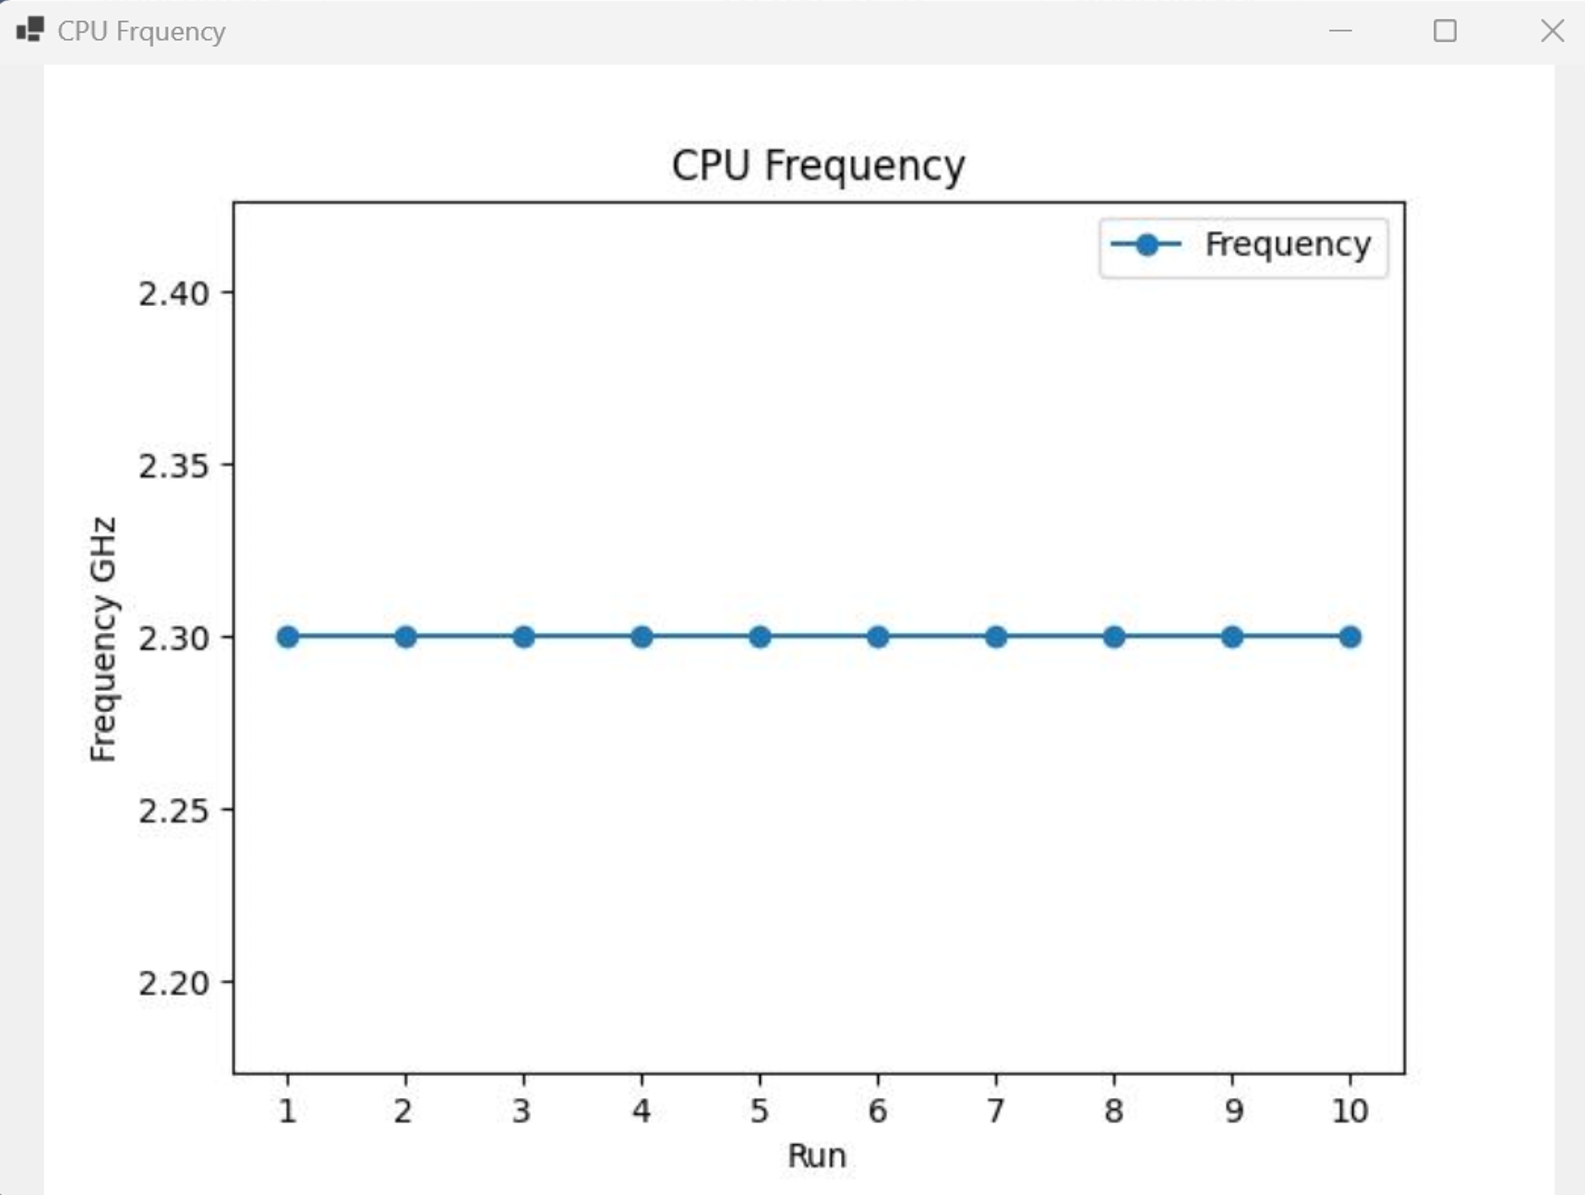 CPU Frquency
CPU Frequency
Frequency
2.40
2.35
2.30
2.25
2.20
Frequency GHz
1 2 3 4 5 6 7 8 9 10
Run